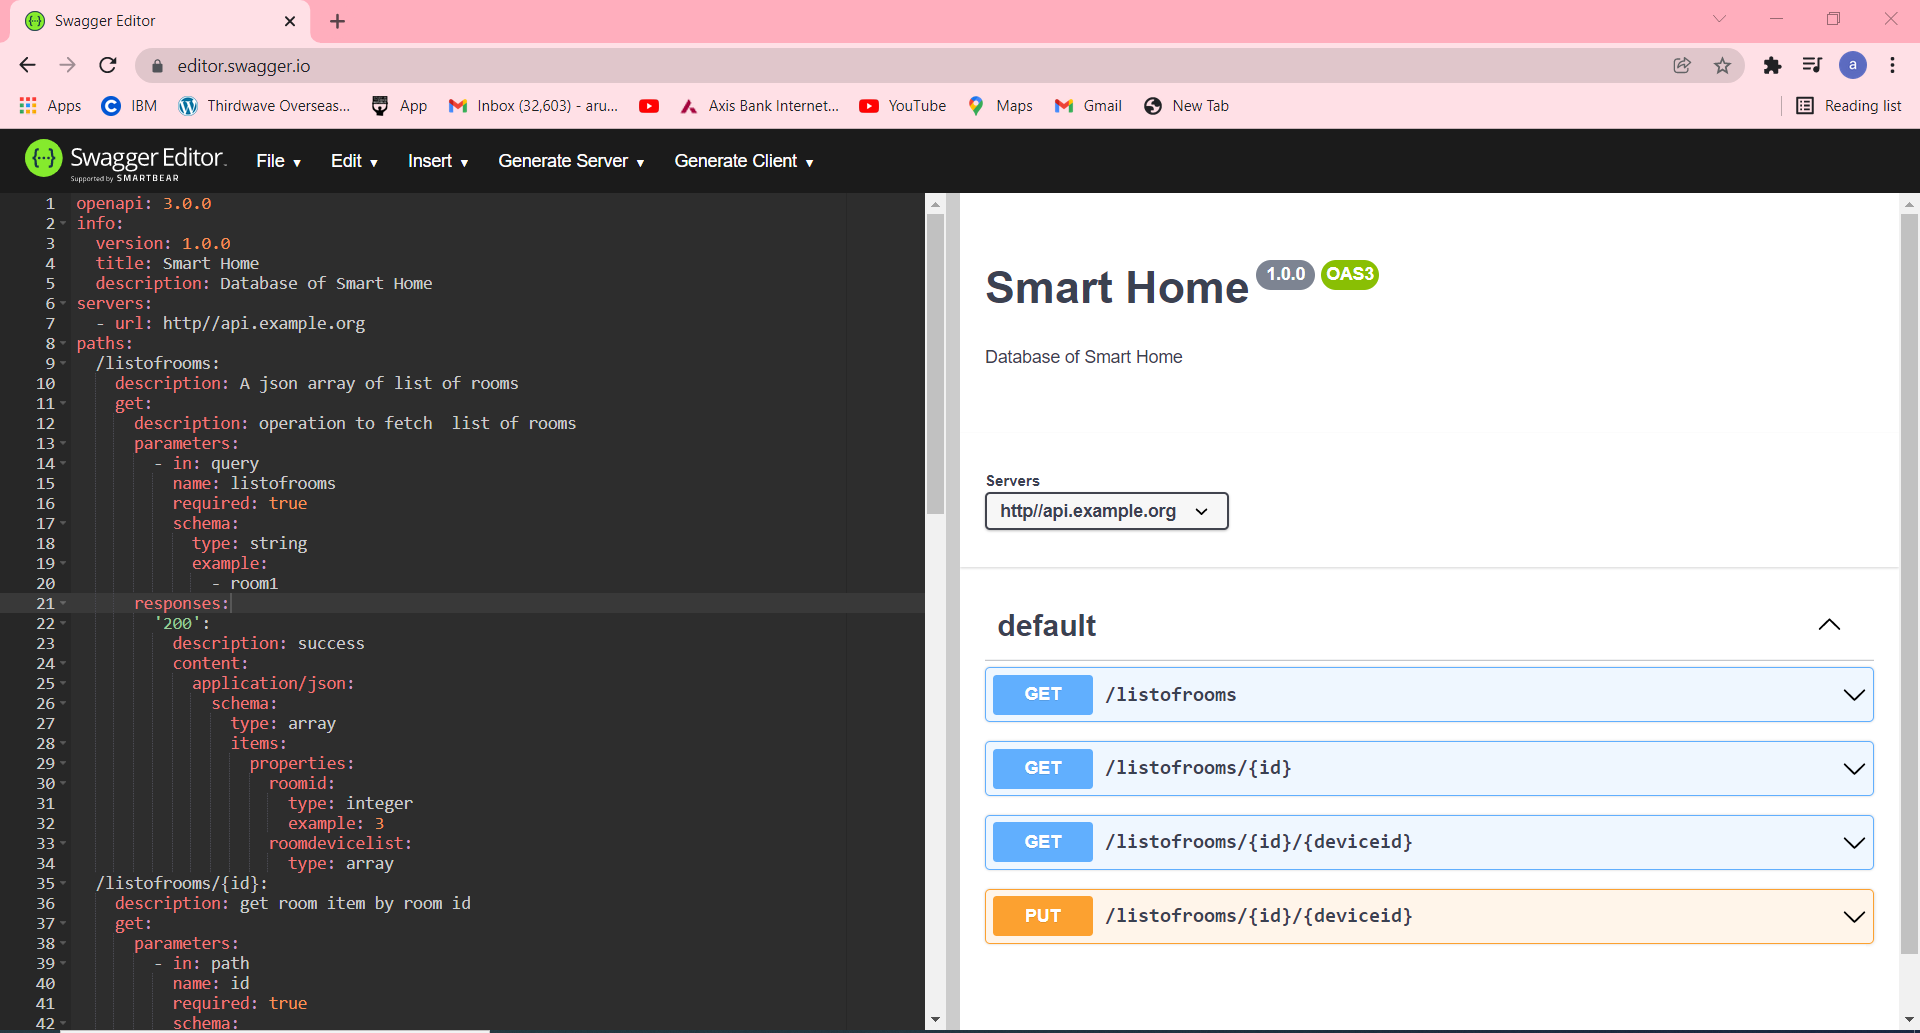 Swagger Editor
editor.swagger.io
a
Apps IBM Thirdwave Overseas... App Inbox (32,603) - aru... Axis Bank Internet... YouTube Maps Gmail New Tab Reading list
Swagger Editor.
Supported by SMARTBEAR
File Edit Insert Generate Server Generate Client
1 openapi: 3.0.0
2 info:
3 version: 1.0.0
4 title: Smart Home
5 description: Database of Smart Home
6 servers:
7 - url: http//api.example.org
8 paths:
9 /listofrooms:
10 description: A json array of list of rooms
11 get:
12 description: operation to fetch  list of rooms
13 parameters:
14 - in: query
15 name: listofrooms
16 required: true
17 schema:
18 type: string
19 example:
20 - room1
21 responses:
22 '200':
23 description: success
24 content:
25 application/json:
26 schema:
27 type: array
28 items:
29 properties:
30 roomid:
31 type: integer
32 example: 3
33 roomdevicelist:
34 type: array
35 /listofrooms/{id}:
36 description: get room item by room id
37 get:
38 parameters:
39 - in: path
40 name: id
41 required: true
42 schema:
Smart Home 1.0.0 OAS3
Database of Smart Home
Servers
http//api.example.org
default
GET /listofrooms
GET /listofrooms/{id}
GET /listofrooms/{id}/{deviceid}
PUT /listofrooms/{id}/{deviceid}